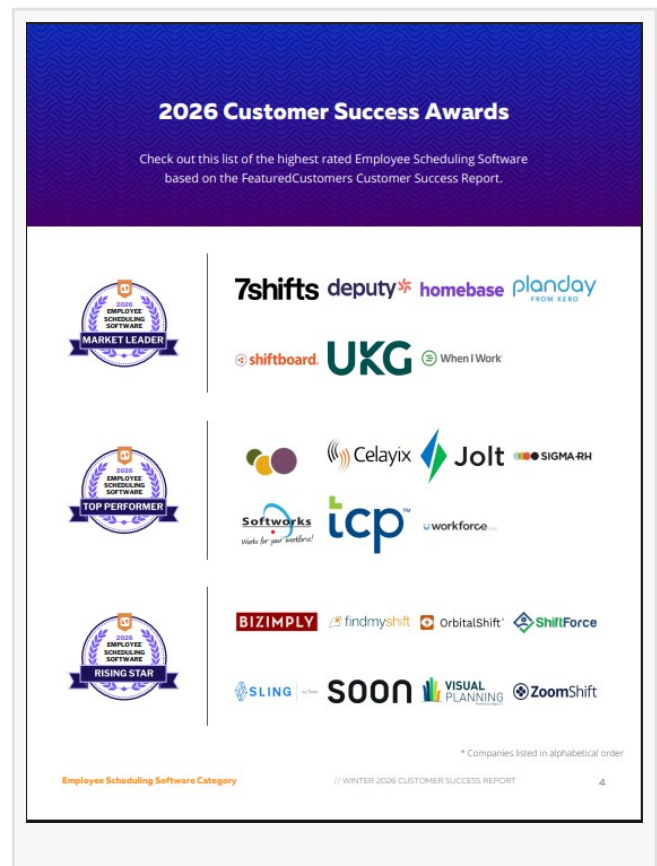 2026 Customer Success Awards
Check out this list of the highest rated Employee Scheduling Software
based on the FeaturedCustomers Customer Success Report.
2026
EMPLOYEE
SCHEDULING
SOFTWARE
MARKET LEADER
7shifts deputy homebase planday
FROM XERO
shiftboard. UKG When I Work
2026
EMPLOYEE
SCHEDULING
SOFTWARE
TOP PERFORMER
Celayix Jolt SIGMA-RH
Softworks tcp™ workforce
Works for your workforce!
2026
EMPLOYEE
SCHEDULING
SOFTWARE
RISING STAR
BIZIMPLY findmyshift OrbitalShift ShiftForce
SLING soon VISUAL PLANNING ZoomShift
* Companies listed in alphabetical order
Employee Scheduling Software Category // WINTER 2026 CUSTOMER SUCCESS REPORT 4